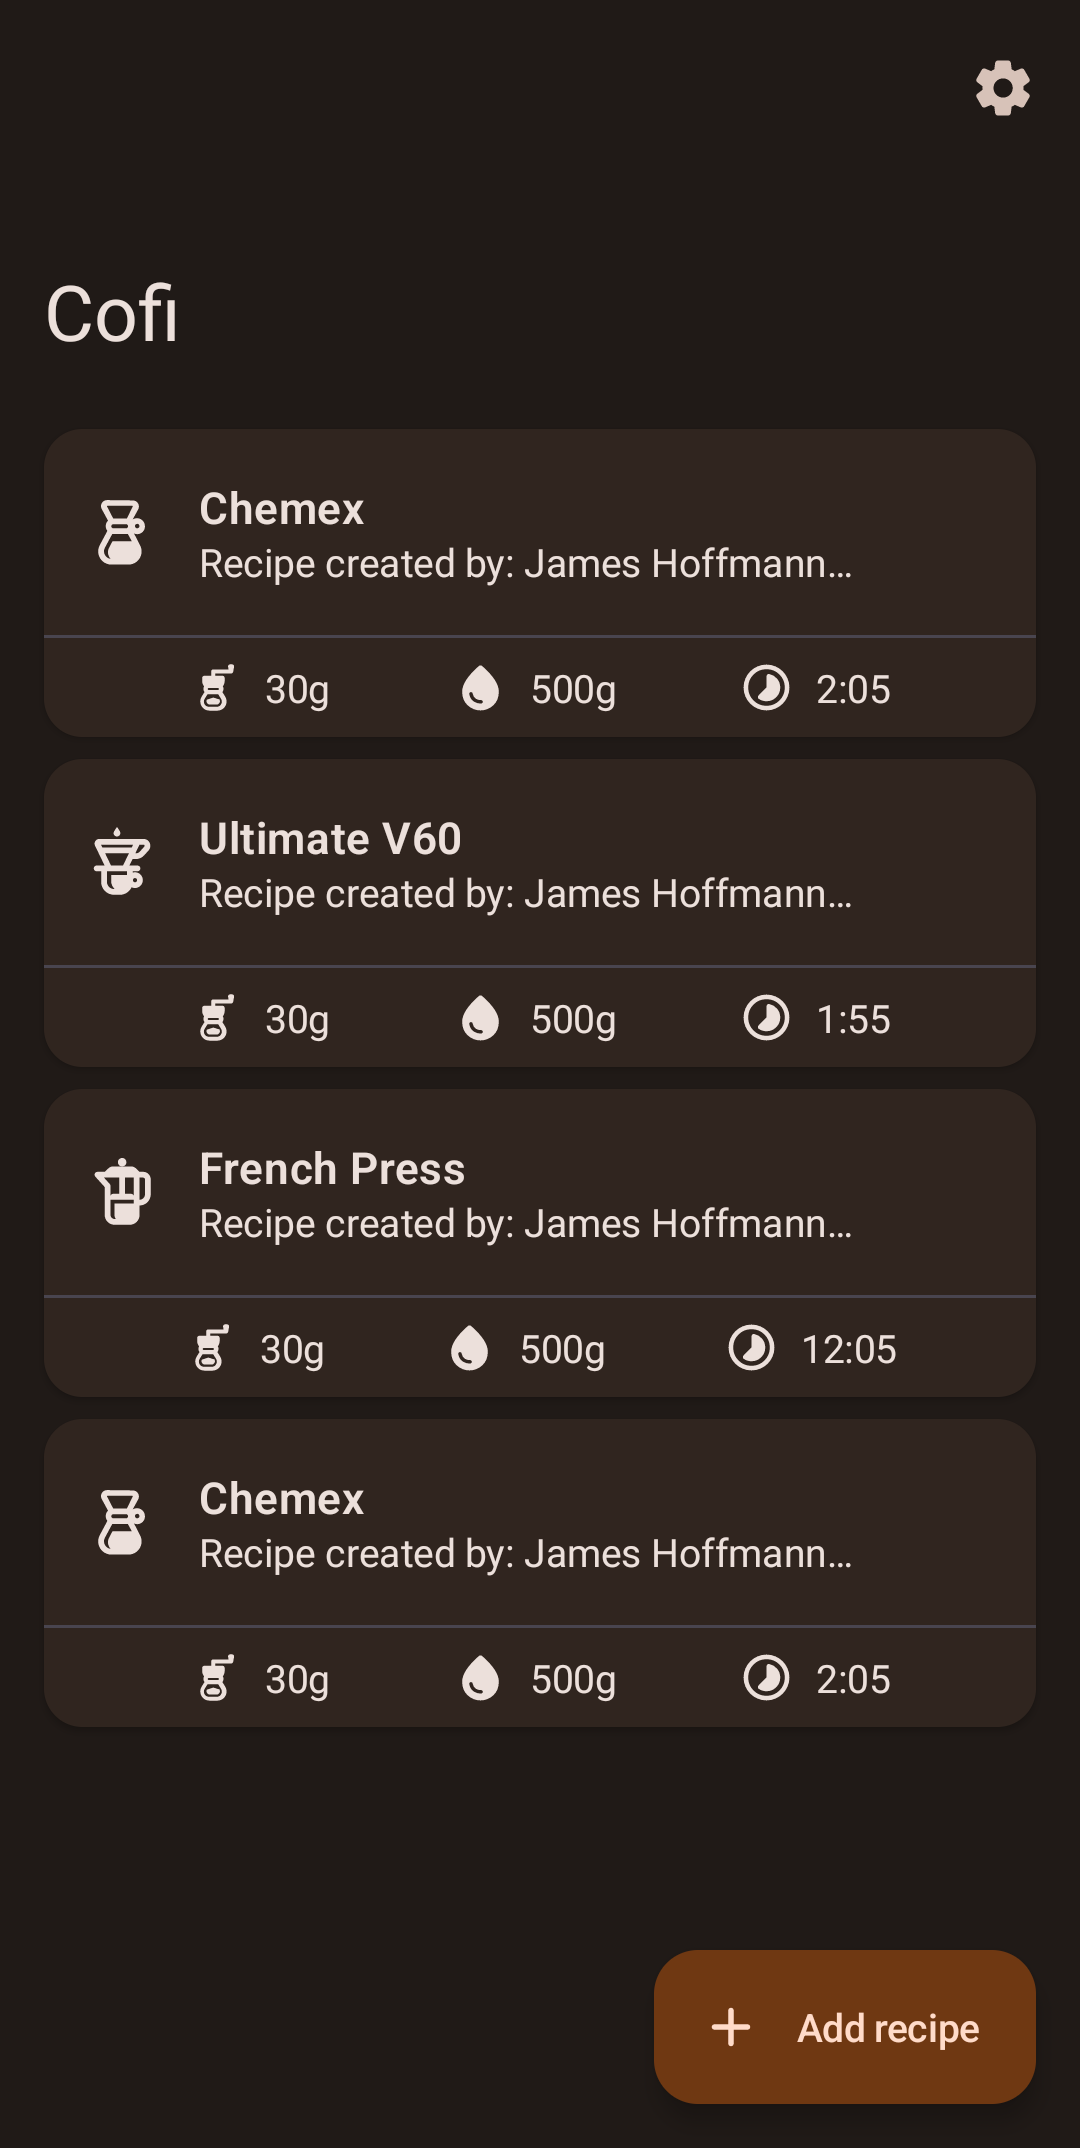 Cofi
Chemex
Recipe created by: James Hoffmann...
30g 500g 2:05
Ultimate V60
Recipe created by: James Hoffmann...
30g 500g 1:55
French Press
Recipe created by: James Hoffmann...
30g 500g 12:05
Chemex
Recipe created by: James Hoffmann...
30g 500g 2:05
Add recipe